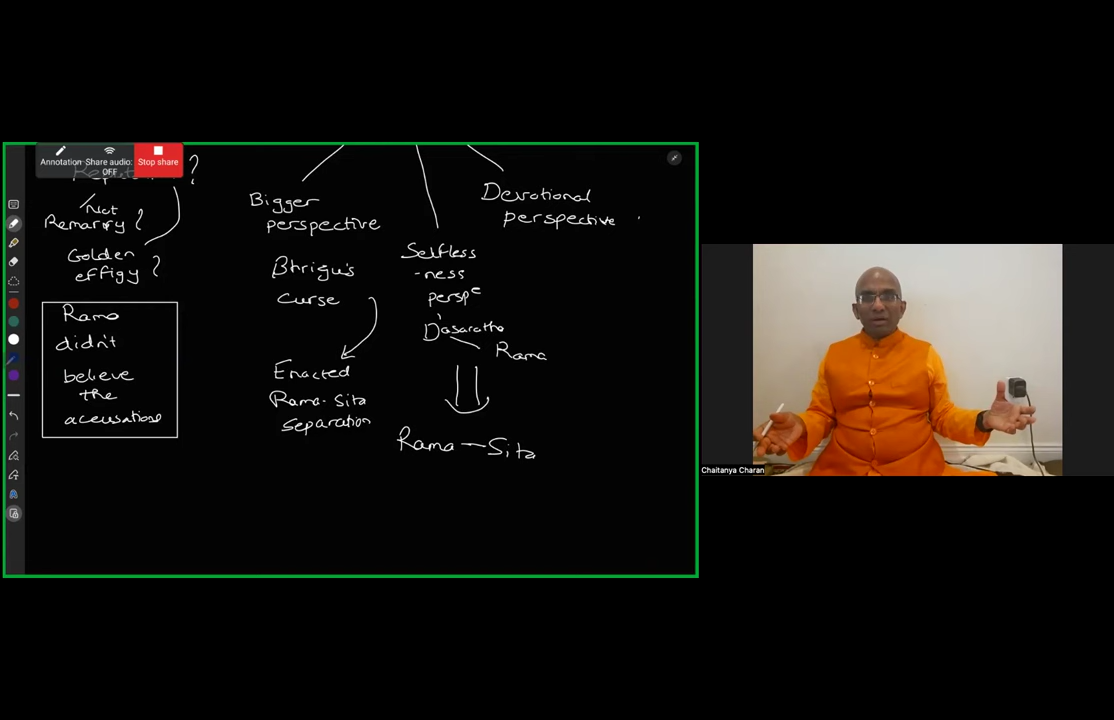 Annotation
Share audio: OFF
Stop share
?
Not
Remarry ?
Golden
effigy ?
Rama
didn't
believe
the
accusations
Bigger
perspective
Bhrigu's
curse
Enacted
Rama-Sita
separation
Selfless
-ness
perspe
Dasaratha
Rama
Rama — Sita
Devotional
perspective
Chaitanya Charan